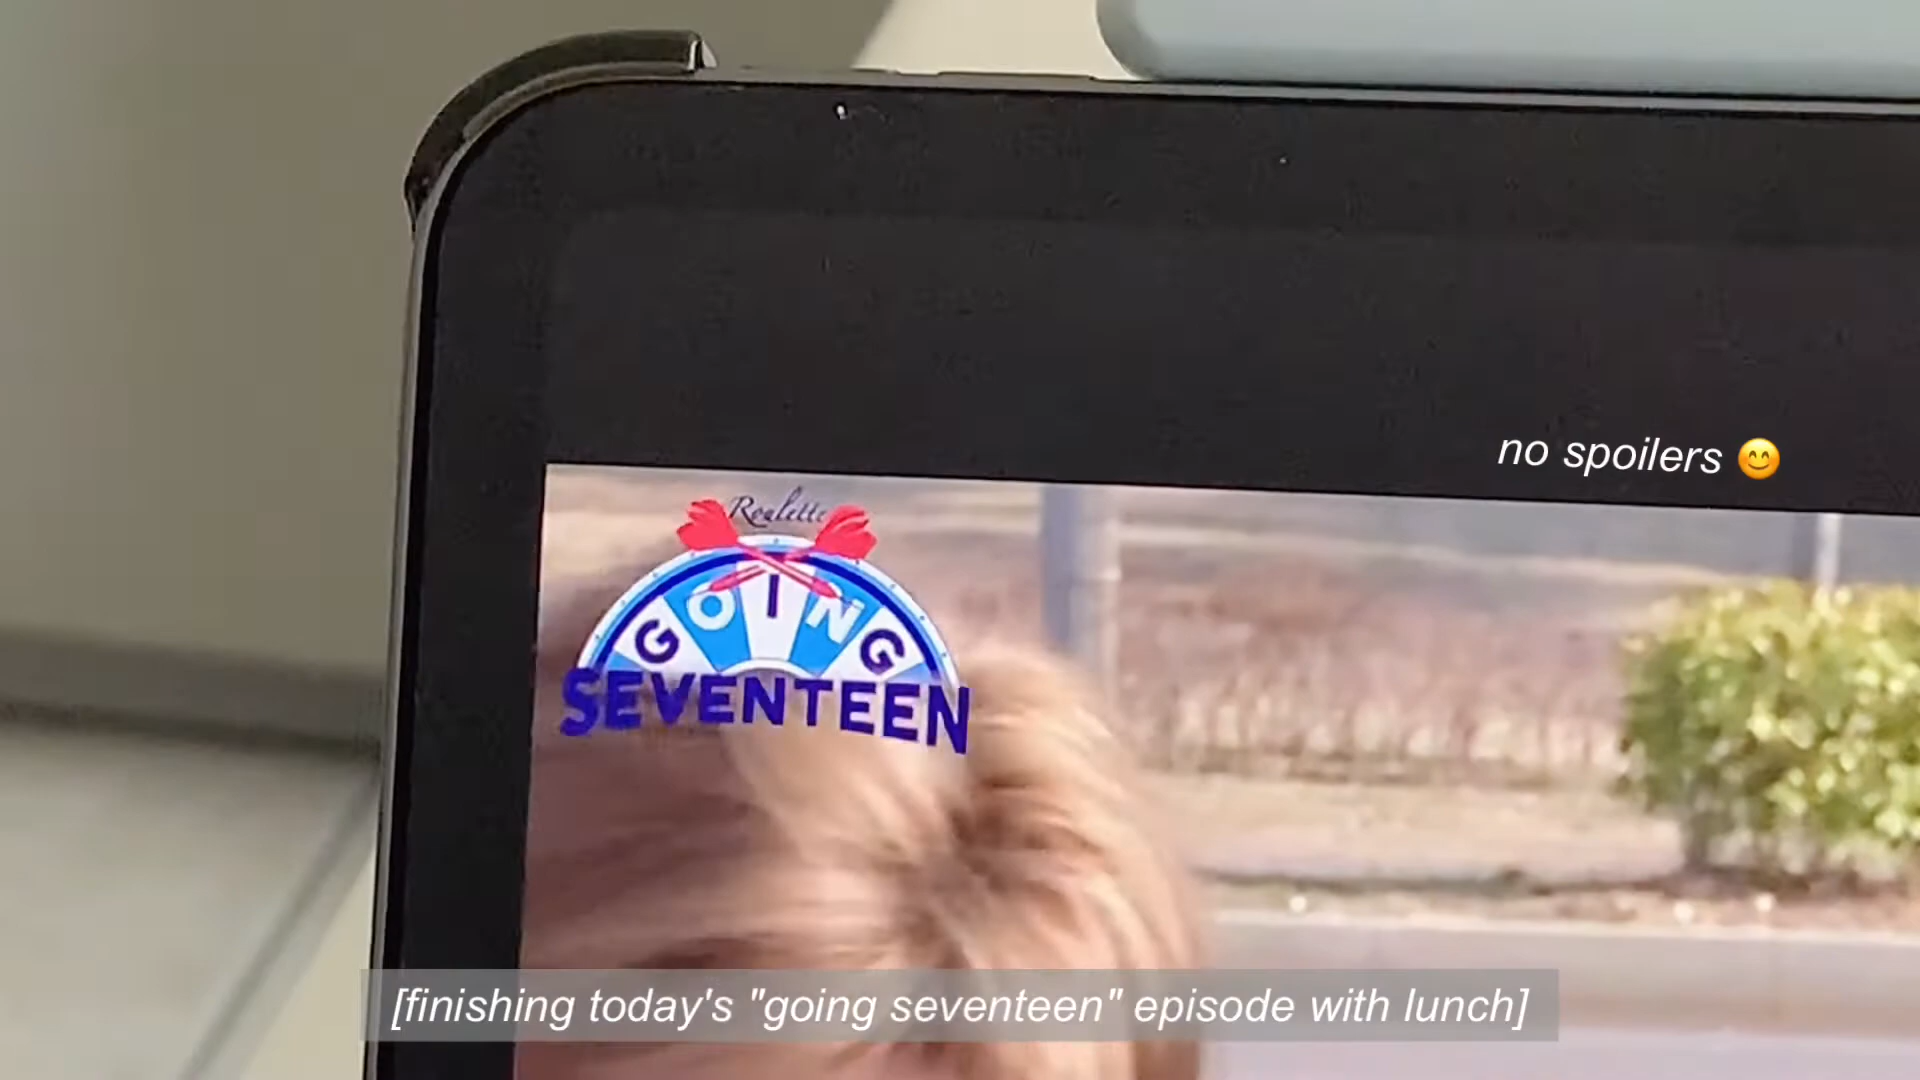 no spoilers 😊
Roulette
GOING
SEVENTEEN
[finishing today's "going seventeen" episode with lunch]